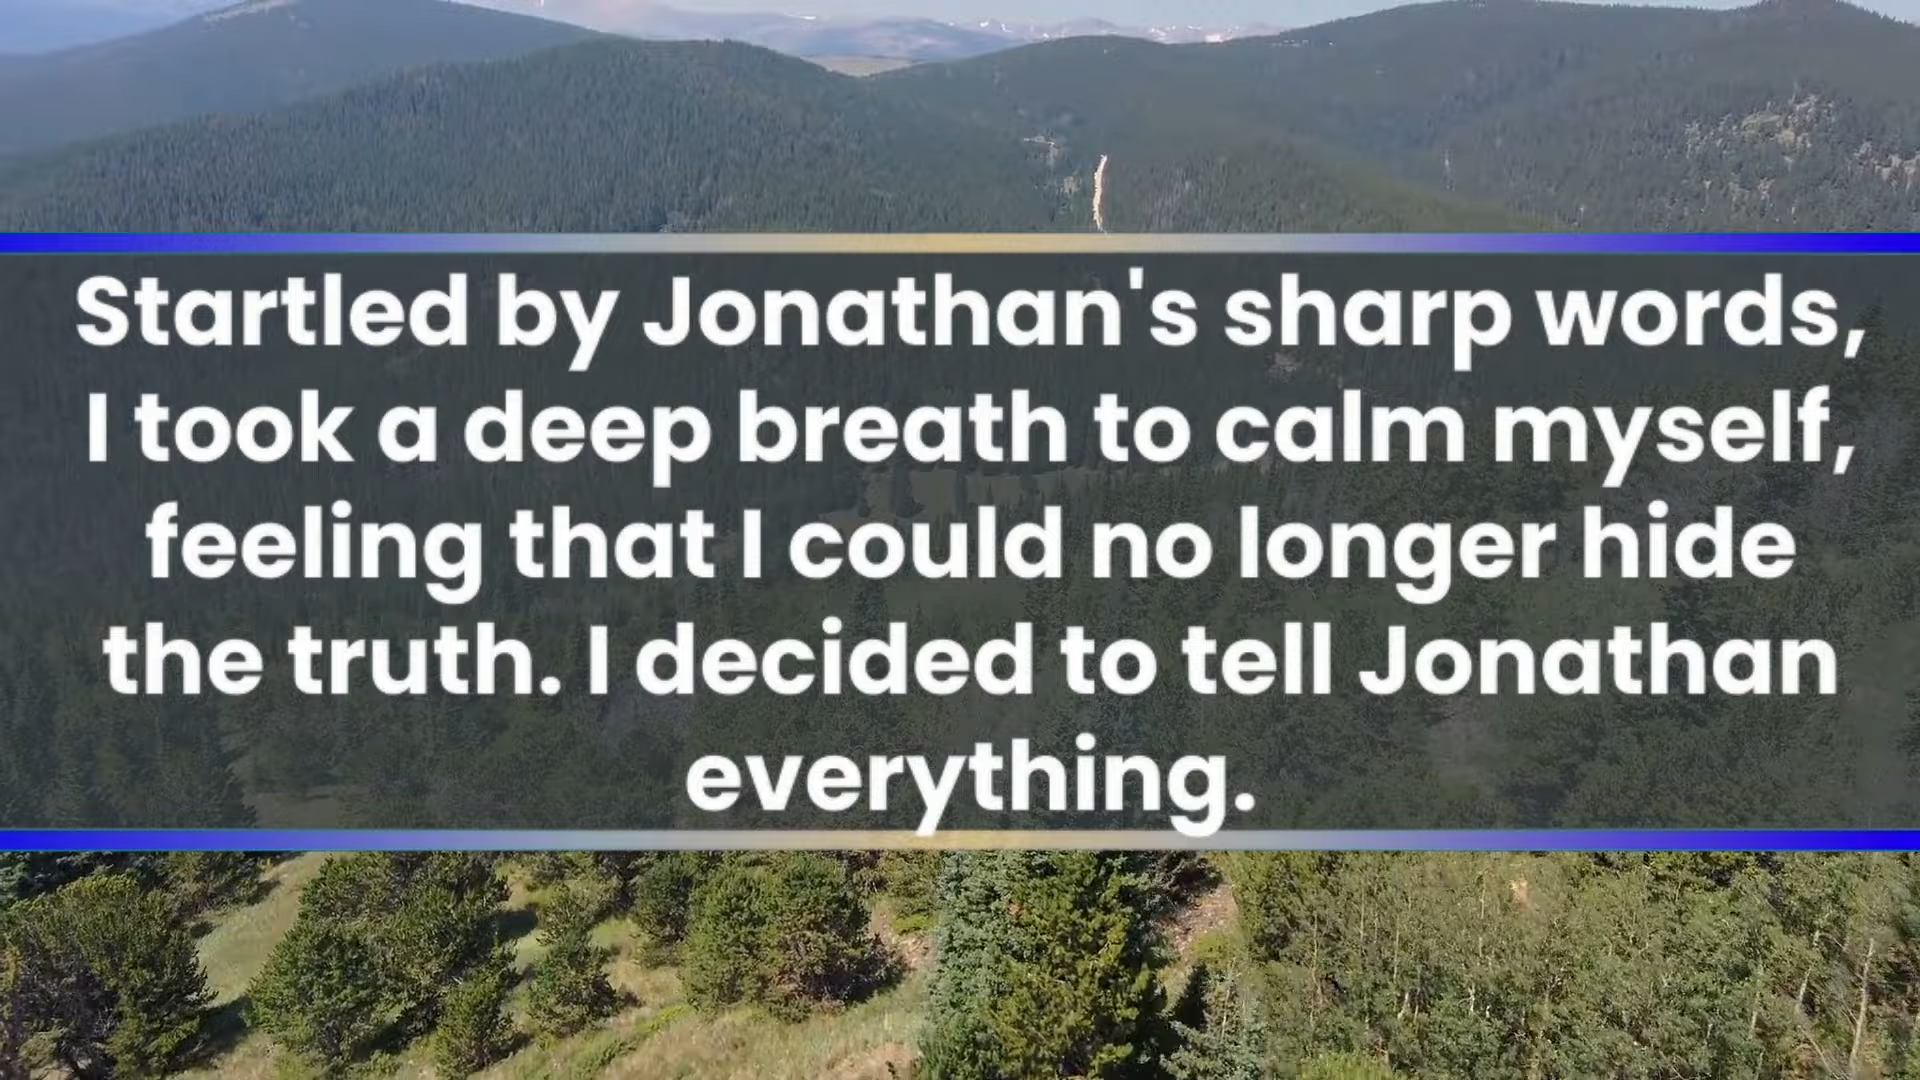 Startled by Jonathan's sharp words,
I took a deep breath to calm myself,
feeling that I could no longer hide
the truth. I decided to tell Jonathan
everything.